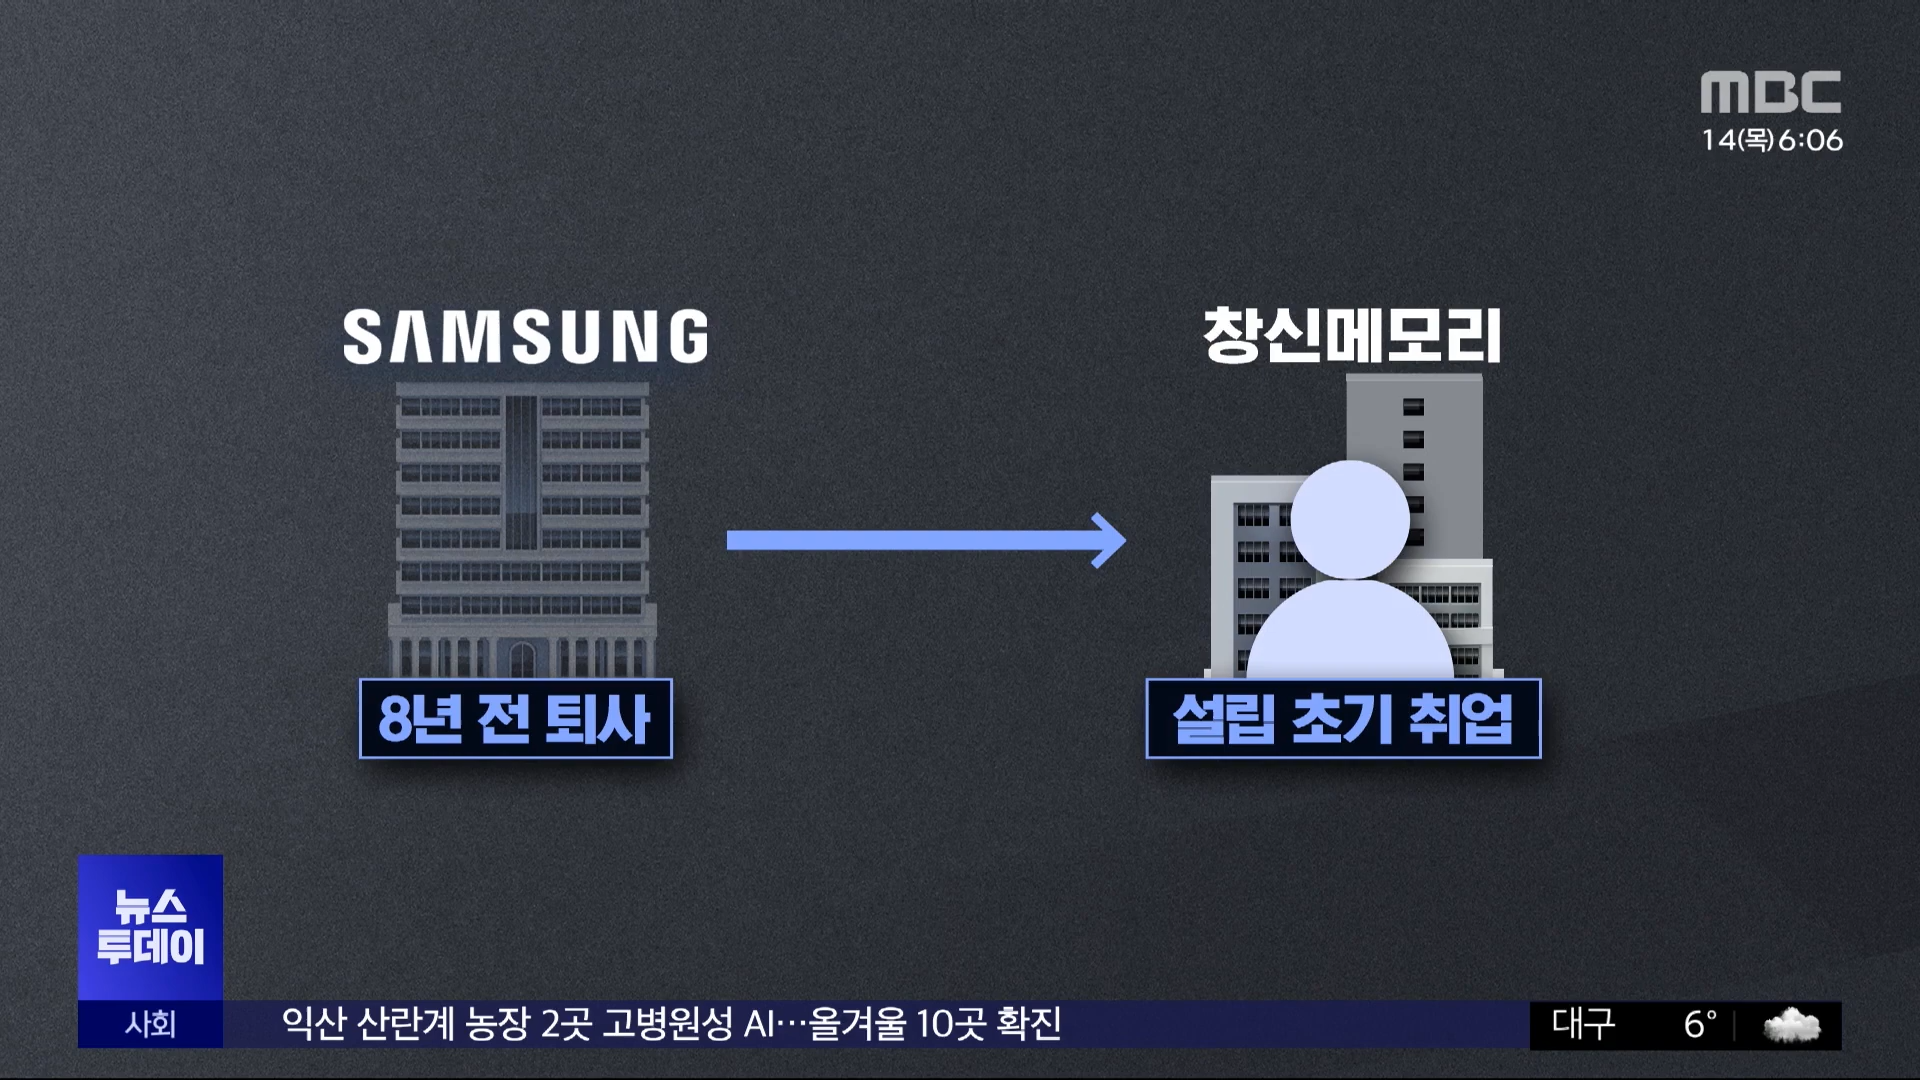 MBC
14(목)6:06
SAMSUNG
창신메모리
8년 전 퇴사
설립 초기 취업
뉴스
투데이
사회
익산 산란계 농장 2곳 고병원성 AI…올겨울 10곳 확진
대구 6°